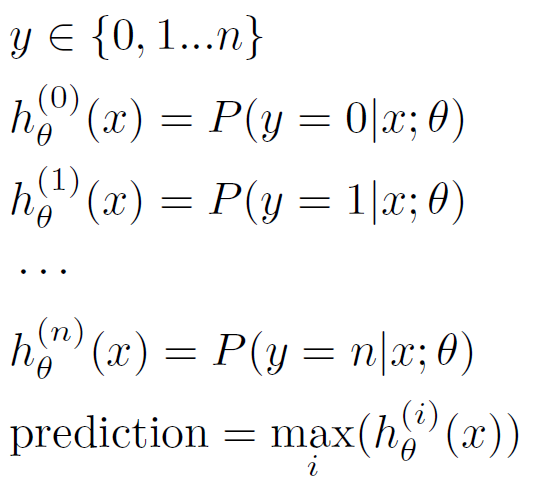 y ∈ {0, 1...n}
h_θ^{(0)}(x) = P(y = 0|x; θ)
h_θ^{(1)}(x) = P(y = 1|x; θ)
···
h_θ^{(n)}(x) = P(y = n|x; θ)
prediction = max_i(h_θ^{(i)}(x))